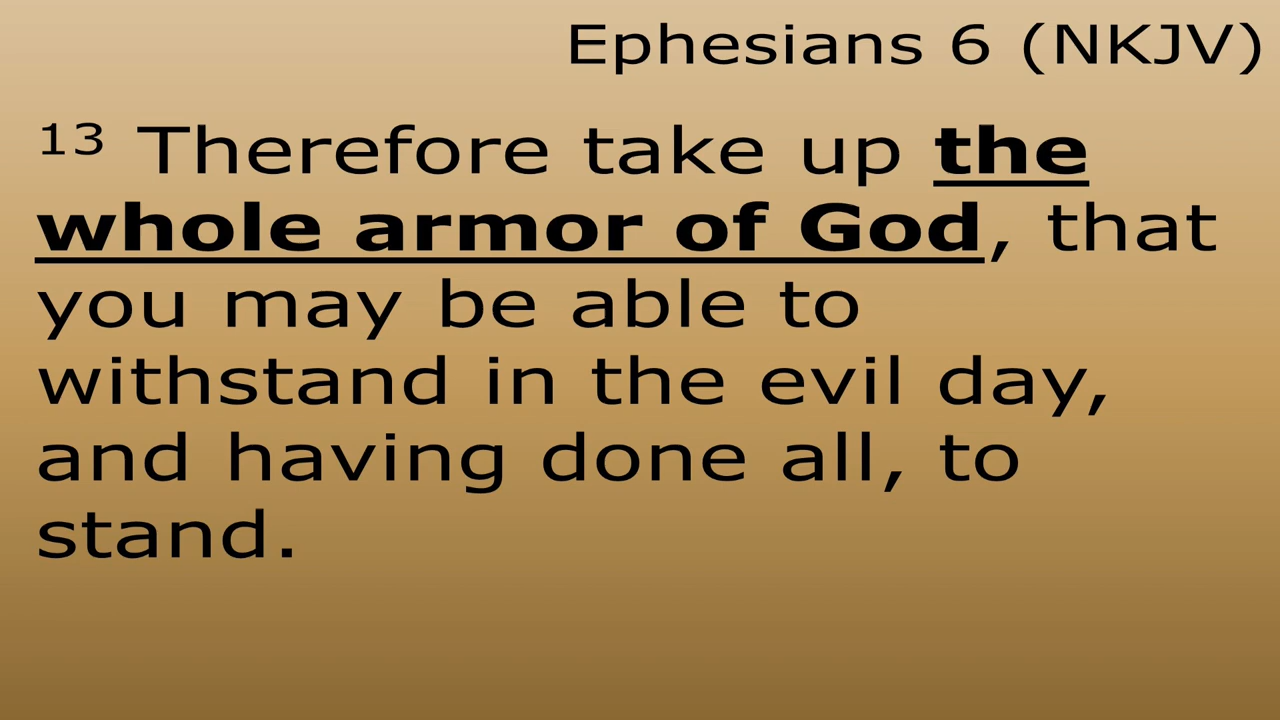 Ephesians 6 (NKJV)
13 Therefore take up the
whole armor of God, that
you may be able to
withstand in the evil day,
and having done all, to
stand.